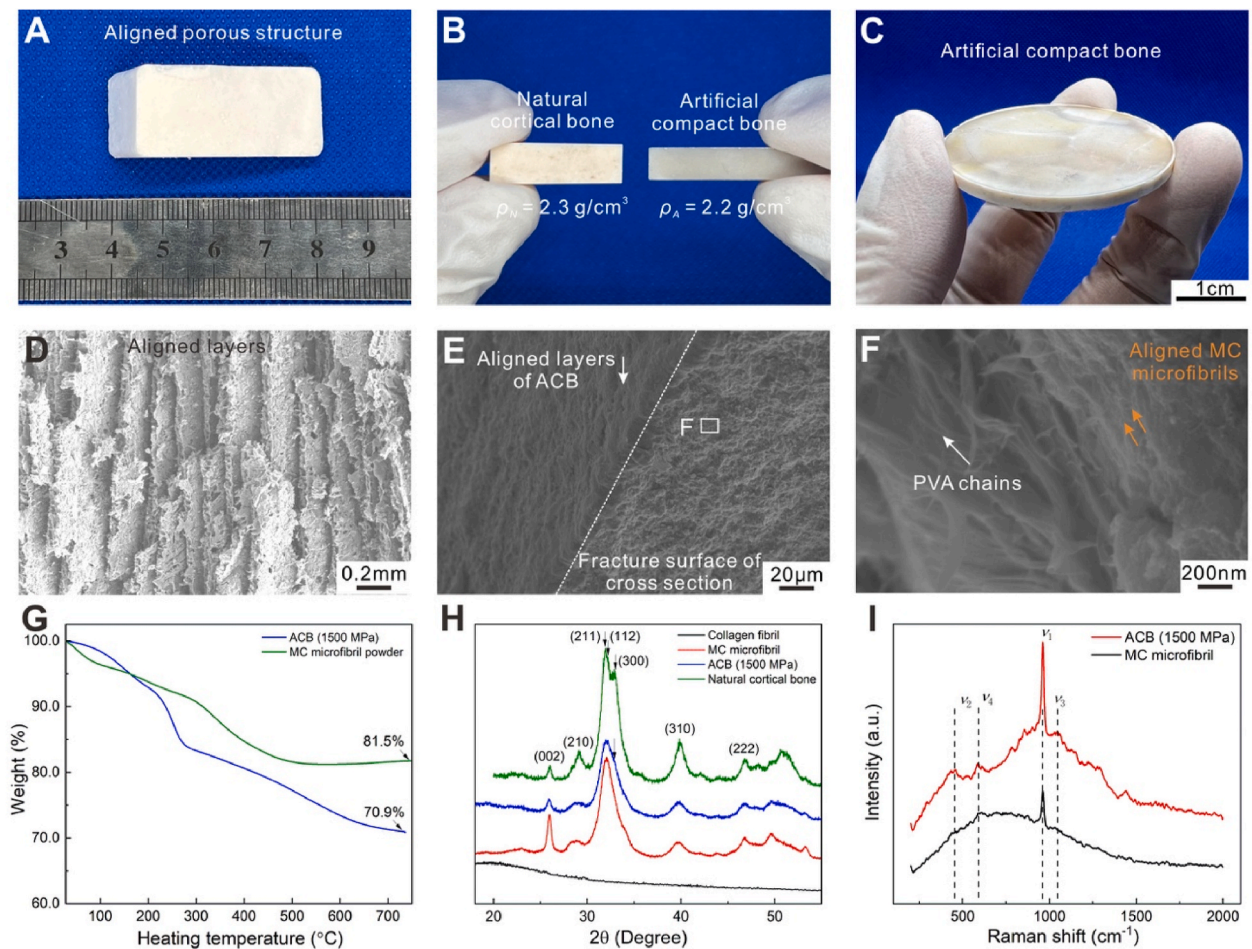 A
Aligned porous structure
3 4 5 6 7 8 9
B
Natural
cortical bone
ρN = 2.3 g/cm³
Artificial
compact bone
ρA = 2.2 g/cm³
C
Artificial compact bone
1cm
D
Aligned layers
0.2mm
E
Aligned layers
of ACB
F
Fracture surface of
cross section
20μm
F
Aligned MC
microfibrils
PVA chains
200nm
G
ACB (1500 MPa)
MC microfibril powder
81.5%
70.9%
100.0
90.0
80.0
70.0
60.0
Weight (%)
100 200 300 400 500 600 700
Heating temperature (°C)
H
(211) (112)
(300)
Collagen fibril
MC microfibril
ACB (1500 MPa)
Natural cortical bone
(002) (210) (310) (222)
20 30 40 50
2θ (Degree)
I
ν1
ACB (1500 MPa)
MC microfibril
ν2 ν4 ν3
Intensity (a.u.)
500 1000 1500 2000
Raman shift (cm⁻¹)